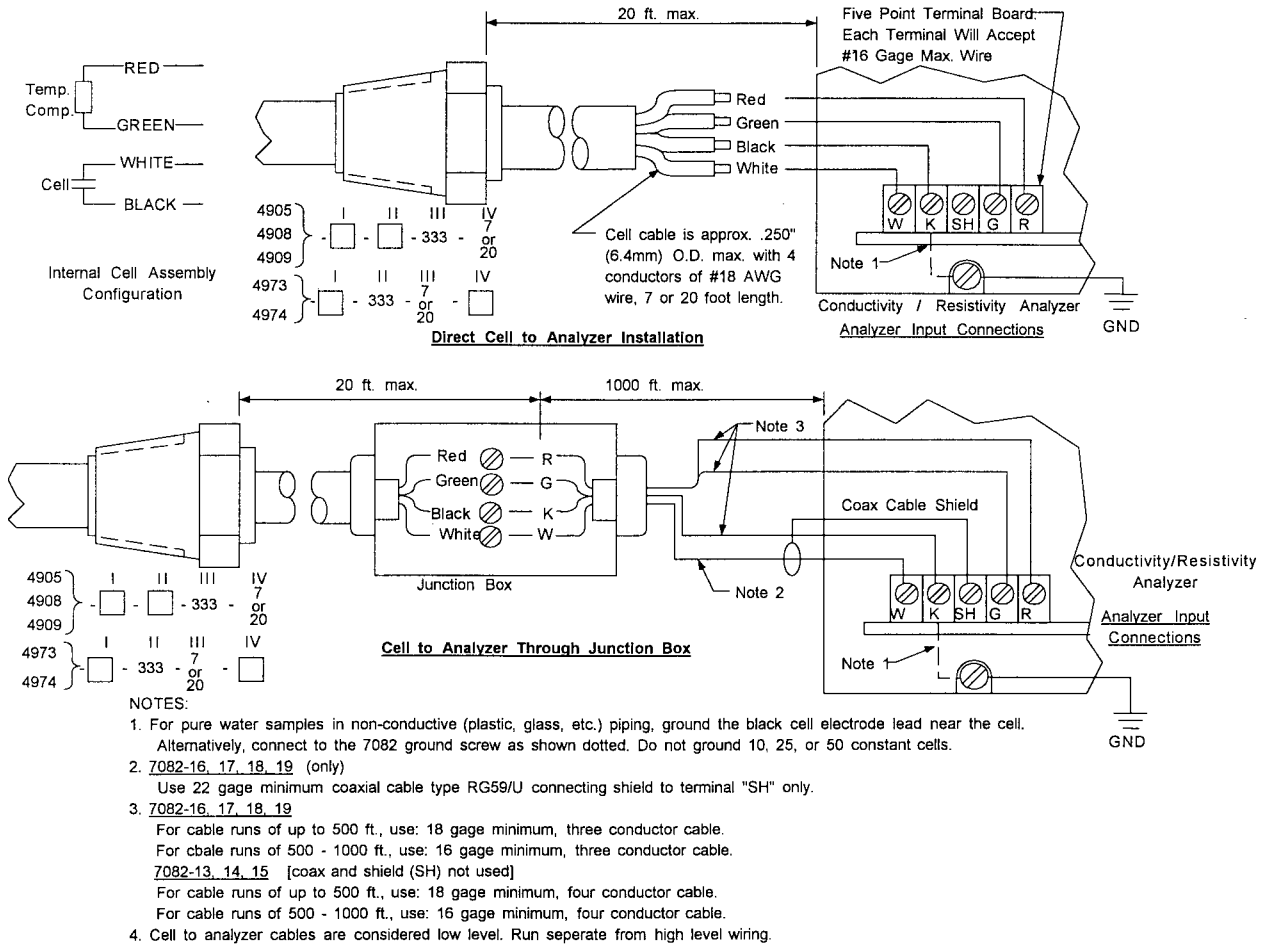 20 ft. max.
Five Point Terminal Board:
Each Terminal Will Accept
#16 Gage Max. Wire
RED
Temp.
Comp.
GREEN
WHITE
Cell
BLACK
Internal Cell Assembly
Configuration
Red
Green
Black
White
W K SH G R
Note 1
I II III IV
4905
4908
4909
- - - 333 - 7
or
20
I II III IV
4973
4974
- - 333 - 7
or
20 -
Cell cable is approx. .250"
(6.4mm) O.D. max. with 4
conductors of #18 AWG
wire, 7 or 20 foot length.
Conductivity / Resistivity Analyzer
Analyzer Input Connections
GND
Direct Cell to Analyzer Installation
20 ft. max.
1000 ft. max.
Note 3
Red R
Green G
Black K
White W
Junction Box
Coax Cable Shield
Note 2
W K SH G R
Conductivity/Resistivity
Analyzer
Analyzer Input
Connections
Note 1
GND
I II III IV
4905
4908
4909
- - - 333 - 7
or
20
I II III IV
4973
4974
- - 333 - 7
or
20 -
Cell to Analyzer Through Junction Box
NOTES:
1. For pure water samples in non-conductive (plastic, glass, etc.) piping, ground the black cell electrode lead near the cell.
Alternatively, connect to the 7082 ground screw as shown dotted. Do not ground 10, 25, or 50 constant cells.
2. 7082-16, 17, 18, 19 (only)
Use 22 gage minimum coaxial cable type RG59/U connecting shield to terminal "SH" only.
3. 7082-16, 17, 18, 19
For cable runs of up to 500 ft., use: 18 gage minimum, three conductor cable.
For cbale runs of 500 - 1000 ft., use: 16 gage minimum, three conductor cable.
7082-13, 14, 15 [coax and shield (SH) not used]
For cable runs of up to 500 ft., use: 18 gage minimum, four conductor cable.
For cable runs of 500 - 1000 ft., use: 16 gage minimum, four conductor cable.
4. Cell to analyzer cables are considered low level. Run seperate from high level wiring.